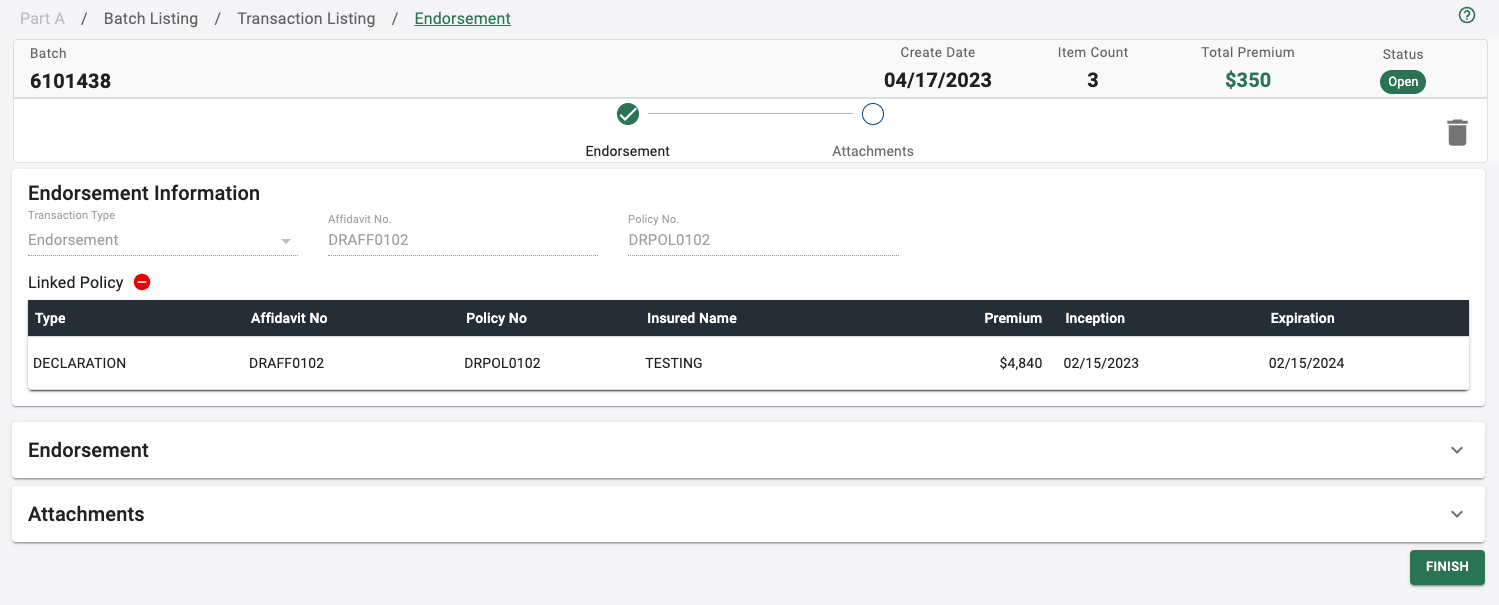 Part A / Batch Listing / Transaction Listing / Endorsement
Batch Create Date Item Count Total Premium Status
6101438 04/17/2023 3 $350 Open
Endorsement Attachments
Endorsement Information
Transaction Type Affidavit No. Policy No.
Endorsement DRAFF0102 DRPOL0102
Linked Policy
Type Affidavit No Policy No Insured Name Premium Inception Expiration
DECLARATION DRAFF0102 DRPOL0102 TESTING $4,840 02/15/2023 02/15/2024
Endorsement
Attachments
FINISH